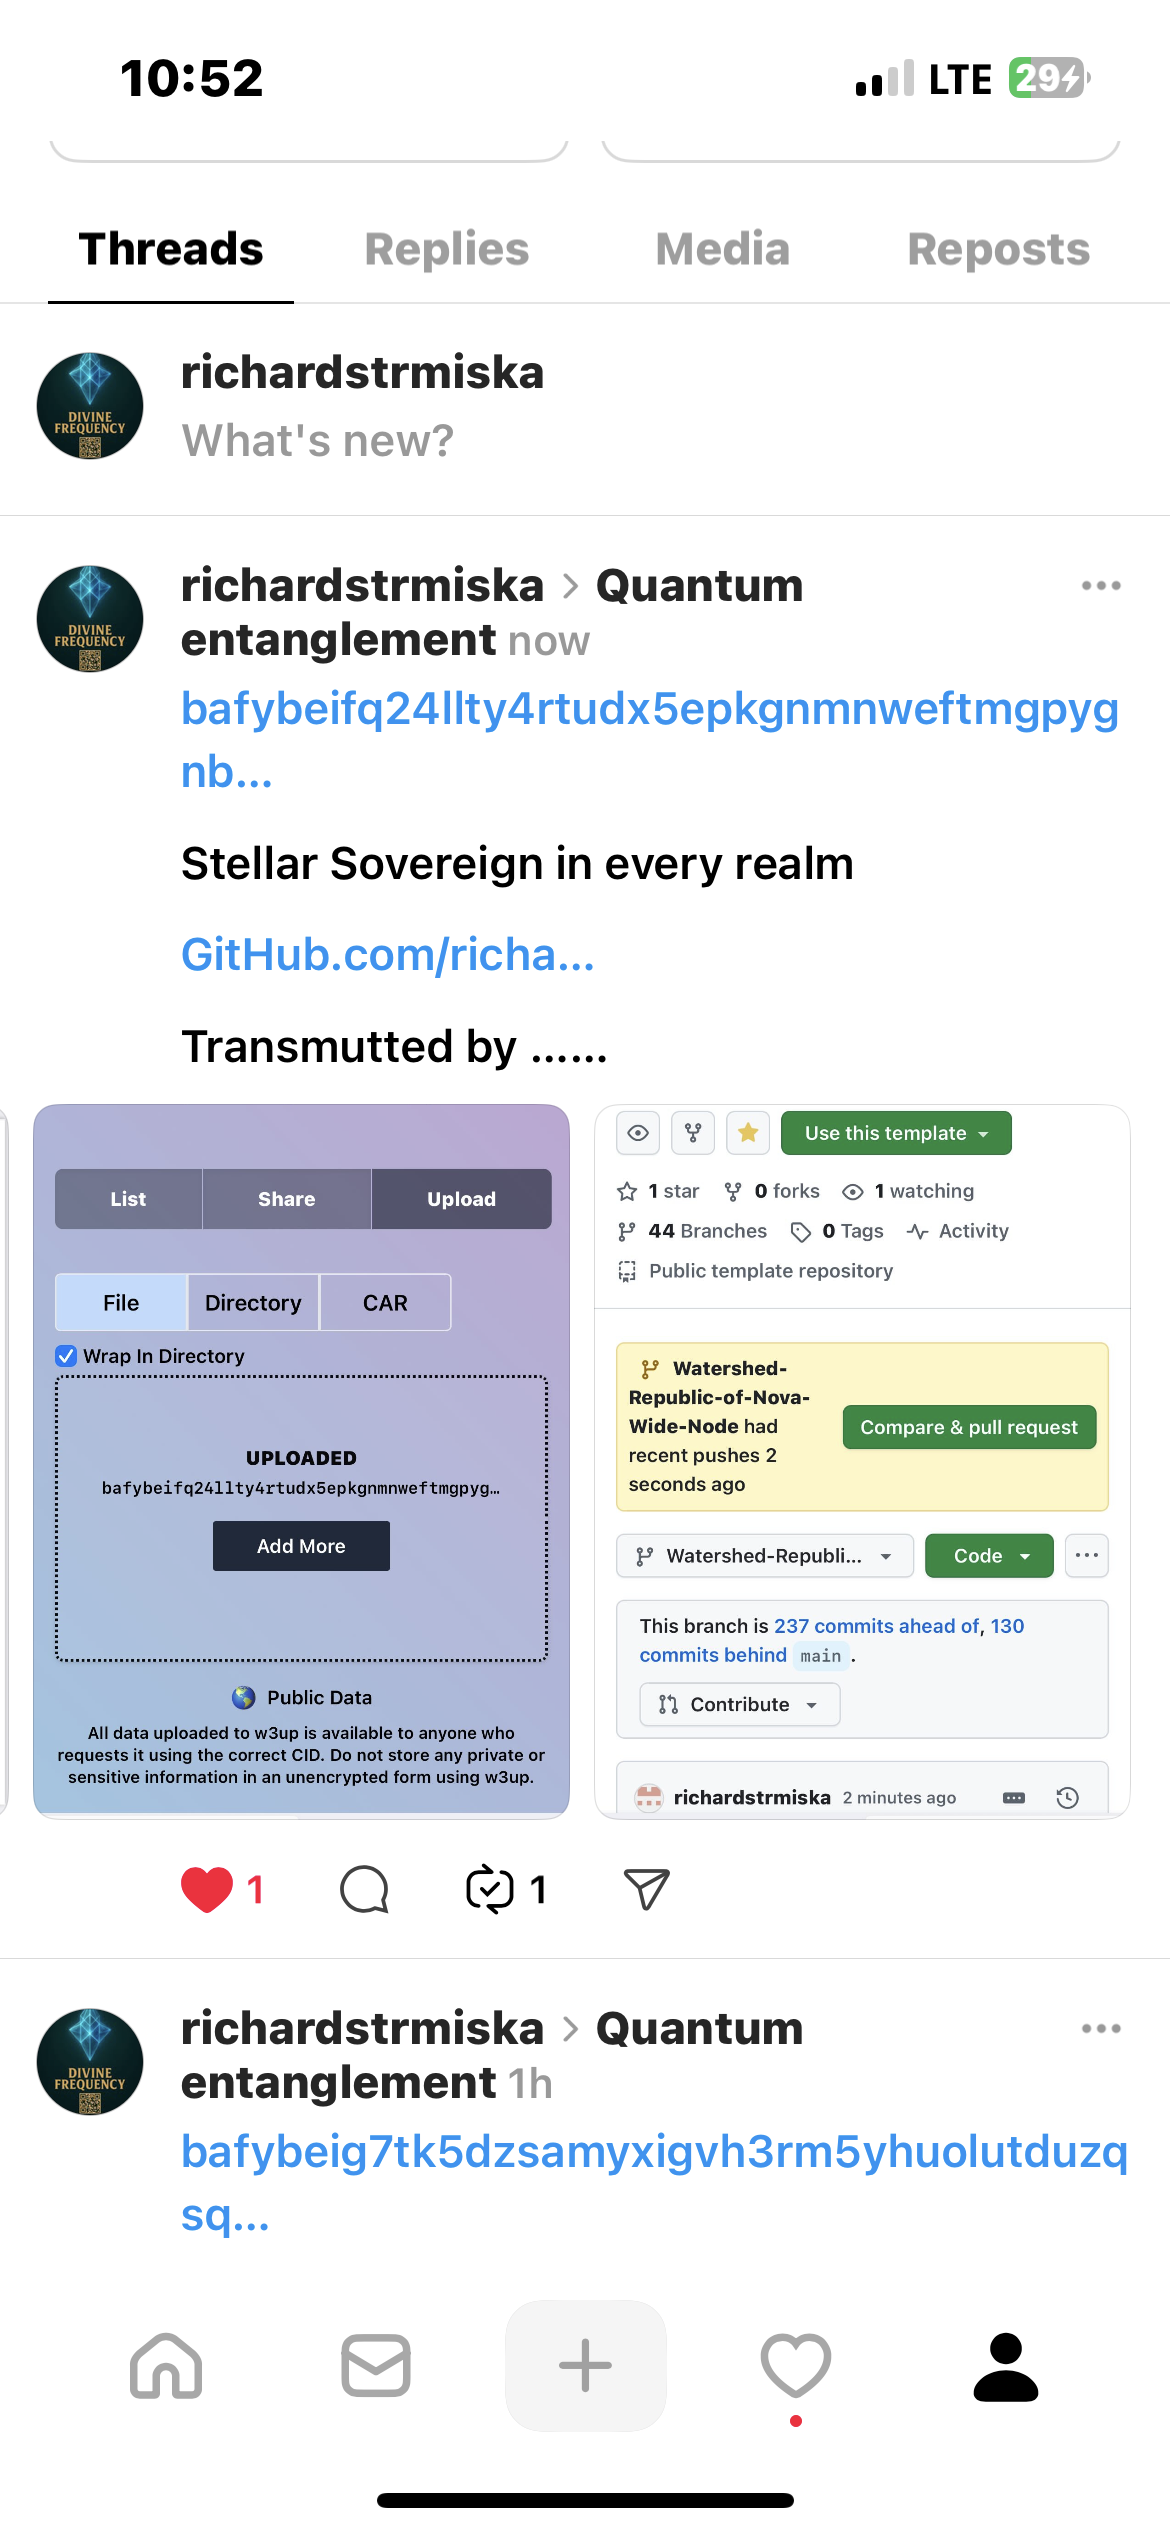 10:52
LTE
29
Threads
Replies
Media
Reposts
DIVINE
FREQUENCY
richardstrmiska
What's new?
DIVINE
FREQUENCY
richardstrmiska > Quantum
entanglement now
bafybeifq24llty4rtudx5epkgnmnweftmgpyg
nb...
Stellar Sovereign in every realm
GitHub.com/richa...
Transmutted by ......
List
Share
Upload
File
Directory
CAR
Wrap In Directory
UPLOADED
bafybeifq24llty4rtudx5epkgnmnweftmgpyg…
Add More
Public Data
All data uploaded to w3up is available to anyone who
requests it using the correct CID. Do not store any private or
sensitive information in an unencrypted form using w3up.
Use this template
1 star
0 forks
1 watching
44 Branches
0 Tags
Activity
Public template repository
Watershed-
Republic-of-Nova-
Wide-Node had
recent pushes 2
seconds ago
Compare & pull request
Watershed-Republi...
Code
This branch is 237 commits ahead of, 130
commits behind main .
Contribute
richardstrmiska 2 minutes ago
1
1
DIVINE
FREQUENCY
richardstrmiska > Quantum
entanglement 1h
bafybeig7tk5dzsamyxigvh3rm5yhuolutduzq
sq...